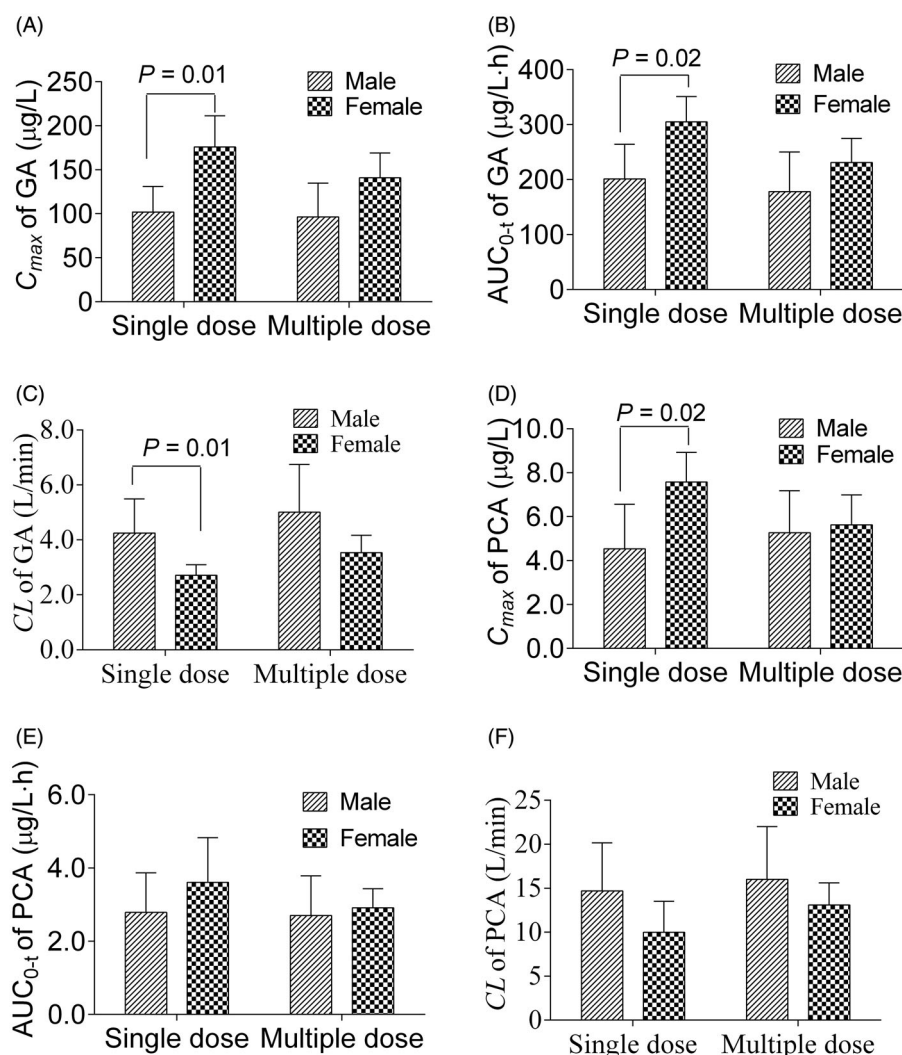 (A)
P = 0.01
Male
Female
Cmax of GA (μg/L)
250
200
150
100
50
0
Single dose
Multiple dose
(B)
P = 0.02
Male
Female
AUC0-t of GA (μg/L·h)
400
300
200
100
0
Single dose
Multiple dose
(C)
P = 0.01
Male
Female
CL of GA (L/min)
8.0
6.0
4.0
2.0
0.0
Single dose
Multiple dose
(D)
P = 0.02
Male
Female
Cmax of PCA (μg/L)
10.0
8.0
6.0
4.0
2.0
0.0
Single dose
Multiple dose
(E)
Male
Female
AUC0-t of PCA (μg/L·h)
6.0
4.0
2.0
0.0
Single dose
Multiple dose
(F)
Male
Female
CL of PCA (L/min)
25
20
15
10
5
0
Single dose
Multiple dose